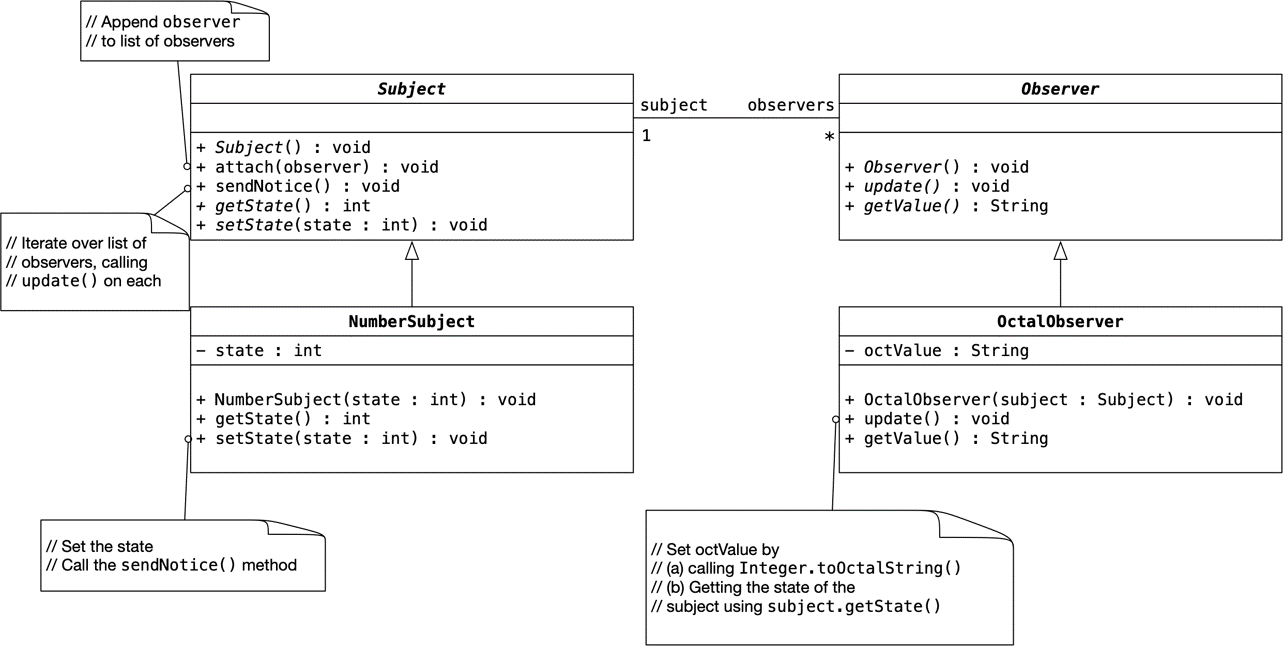 // Append observer
// to list of observers
Subject
+ Subject() : void
+ attach(observer) : void
+ sendNotice() : void
+ getState() : int
+ setState(state : int) : void
subject observers
1 *
Observer
+ Observer() : void
+ update() : void
+ getValue() : String
// Iterate over list of
// observers, calling
// update() on each
NumberSubject
− state : int
+ NumberSubject(state : int) : void
+ getState() : int
+ setState(state : int) : void
OctalObserver
− octValue : String
+ OctalObserver(subject : Subject) : void
+ update() : void
+ getValue() : String
// Set the state
// Call the sendNotice() method
// Set octValue by
// (a) calling Integer.toOctalString()
// (b) Getting the state of the
// subject using subject.getState()